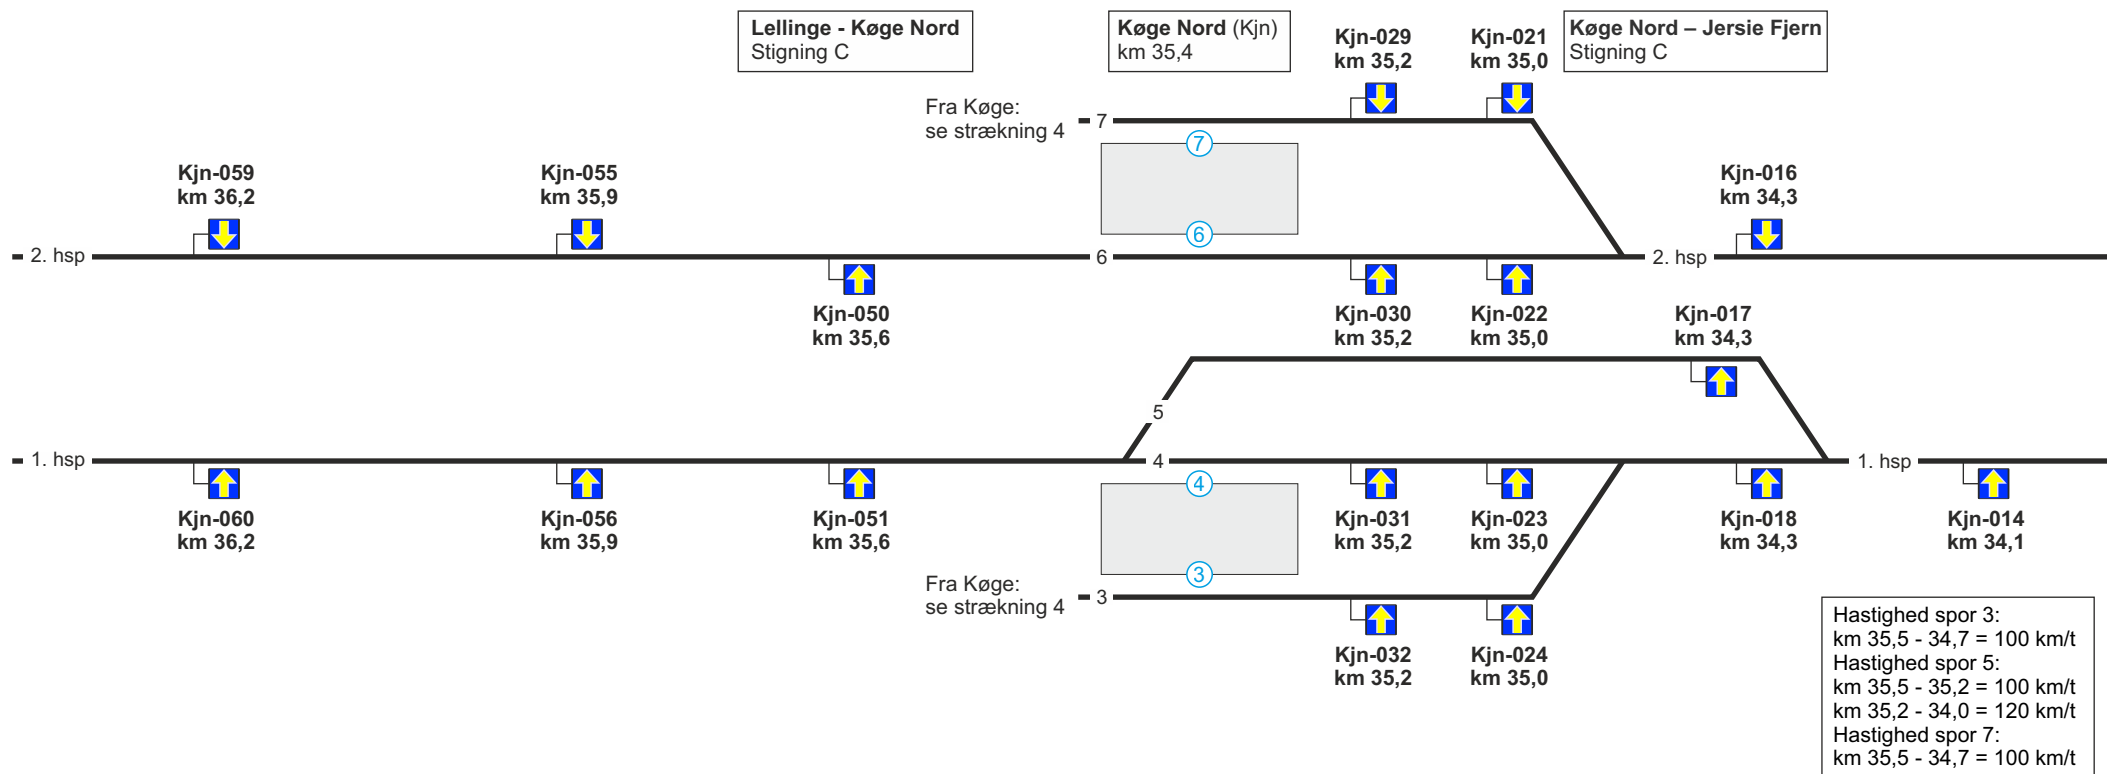 Lellinge - Køge Nord
Stigning C
Køge Nord (Kjn)
km 35,4
Kjn-029
km 35,2
Kjn-021
km 35,0
Køge Nord – Jersie Fjern
Stigning C
Fra Køge:
se strækning 4
7
7
Kjn-059
km 36,2
Kjn-055
km 35,9
Kjn-016
km 34,3
6
2. hsp
6
2. hsp
Kjn-050
km 35,6
Kjn-030
km 35,2
Kjn-022
km 35,0
Kjn-017
km 34,3
5
1. hsp
4
1. hsp
4
Kjn-060
km 36,2
Kjn-056
km 35,9
Kjn-051
km 35,6
Kjn-031
km 35,2
Kjn-023
km 35,0
Kjn-018
km 34,3
Kjn-014
km 34,1
3
Fra Køge:
se strækning 4
3
Kjn-032
km 35,2
Kjn-024
km 35,0
Hastighed spor 3:
km 35,5 - 34,7 = 100 km/t
Hastighed spor 5:
km 35,5 - 35,2 = 100 km/t
km 35,2 - 34,0 = 120 km/t
Hastighed spor 7:
km 35,5 - 34,7 = 100 km/t